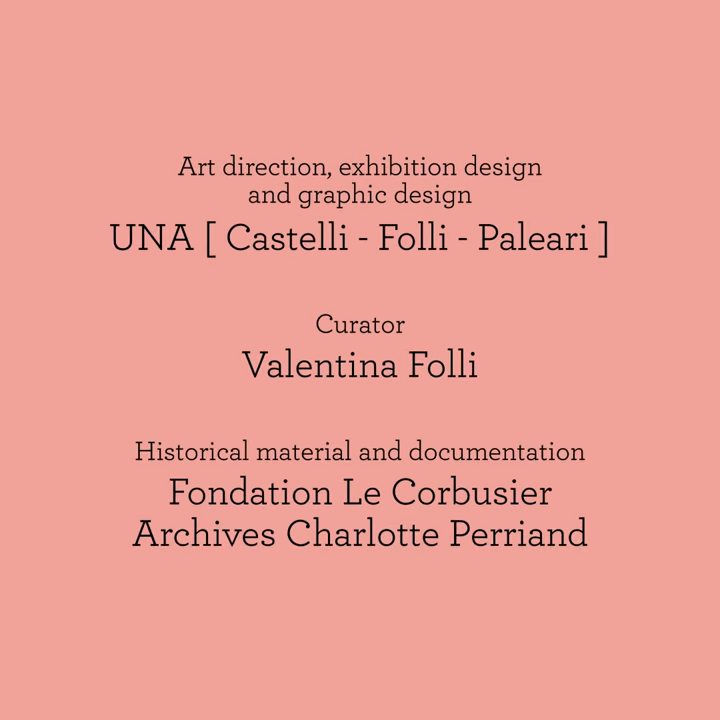 Art direction, exhibition design
and graphic design
UNA [ Castelli - Folli - Paleari ]
Curator
Valentina Folli
Historical material and documentation
Fondation Le Corbusier
Archives Charlotte Perriand